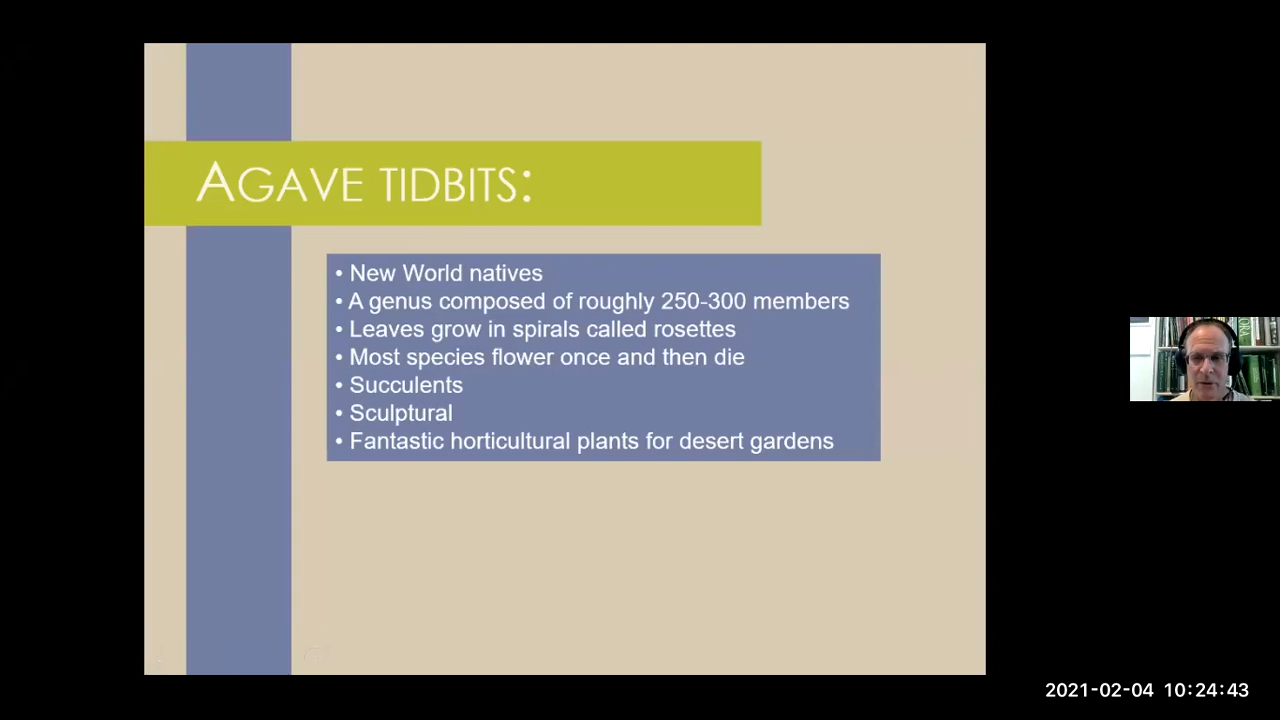 AGAVE TIDBITS:
• New World natives
• A genus composed of roughly 250-300 members
• Leaves grow in spirals called rosettes
• Most species flower once and then die
• Succulents
• Sculptural
• Fantastic horticultural plants for desert gardens
2021-02-04 10:24:43